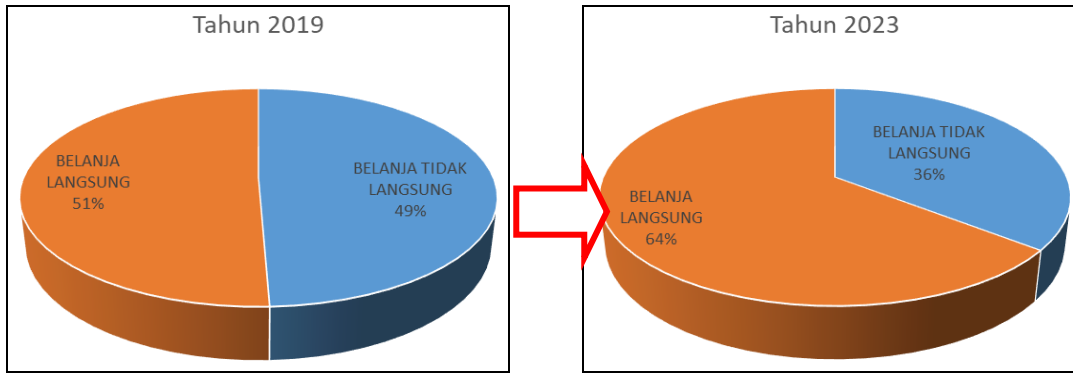 Tahun 2019
BELANJA
LANGSUNG
51%
BELANJA TIDAK
LANGSUNG
49%
Tahun 2023
BELANJA
LANGSUNG
64%
BELANJA TIDAK
LANGSUNG
36%